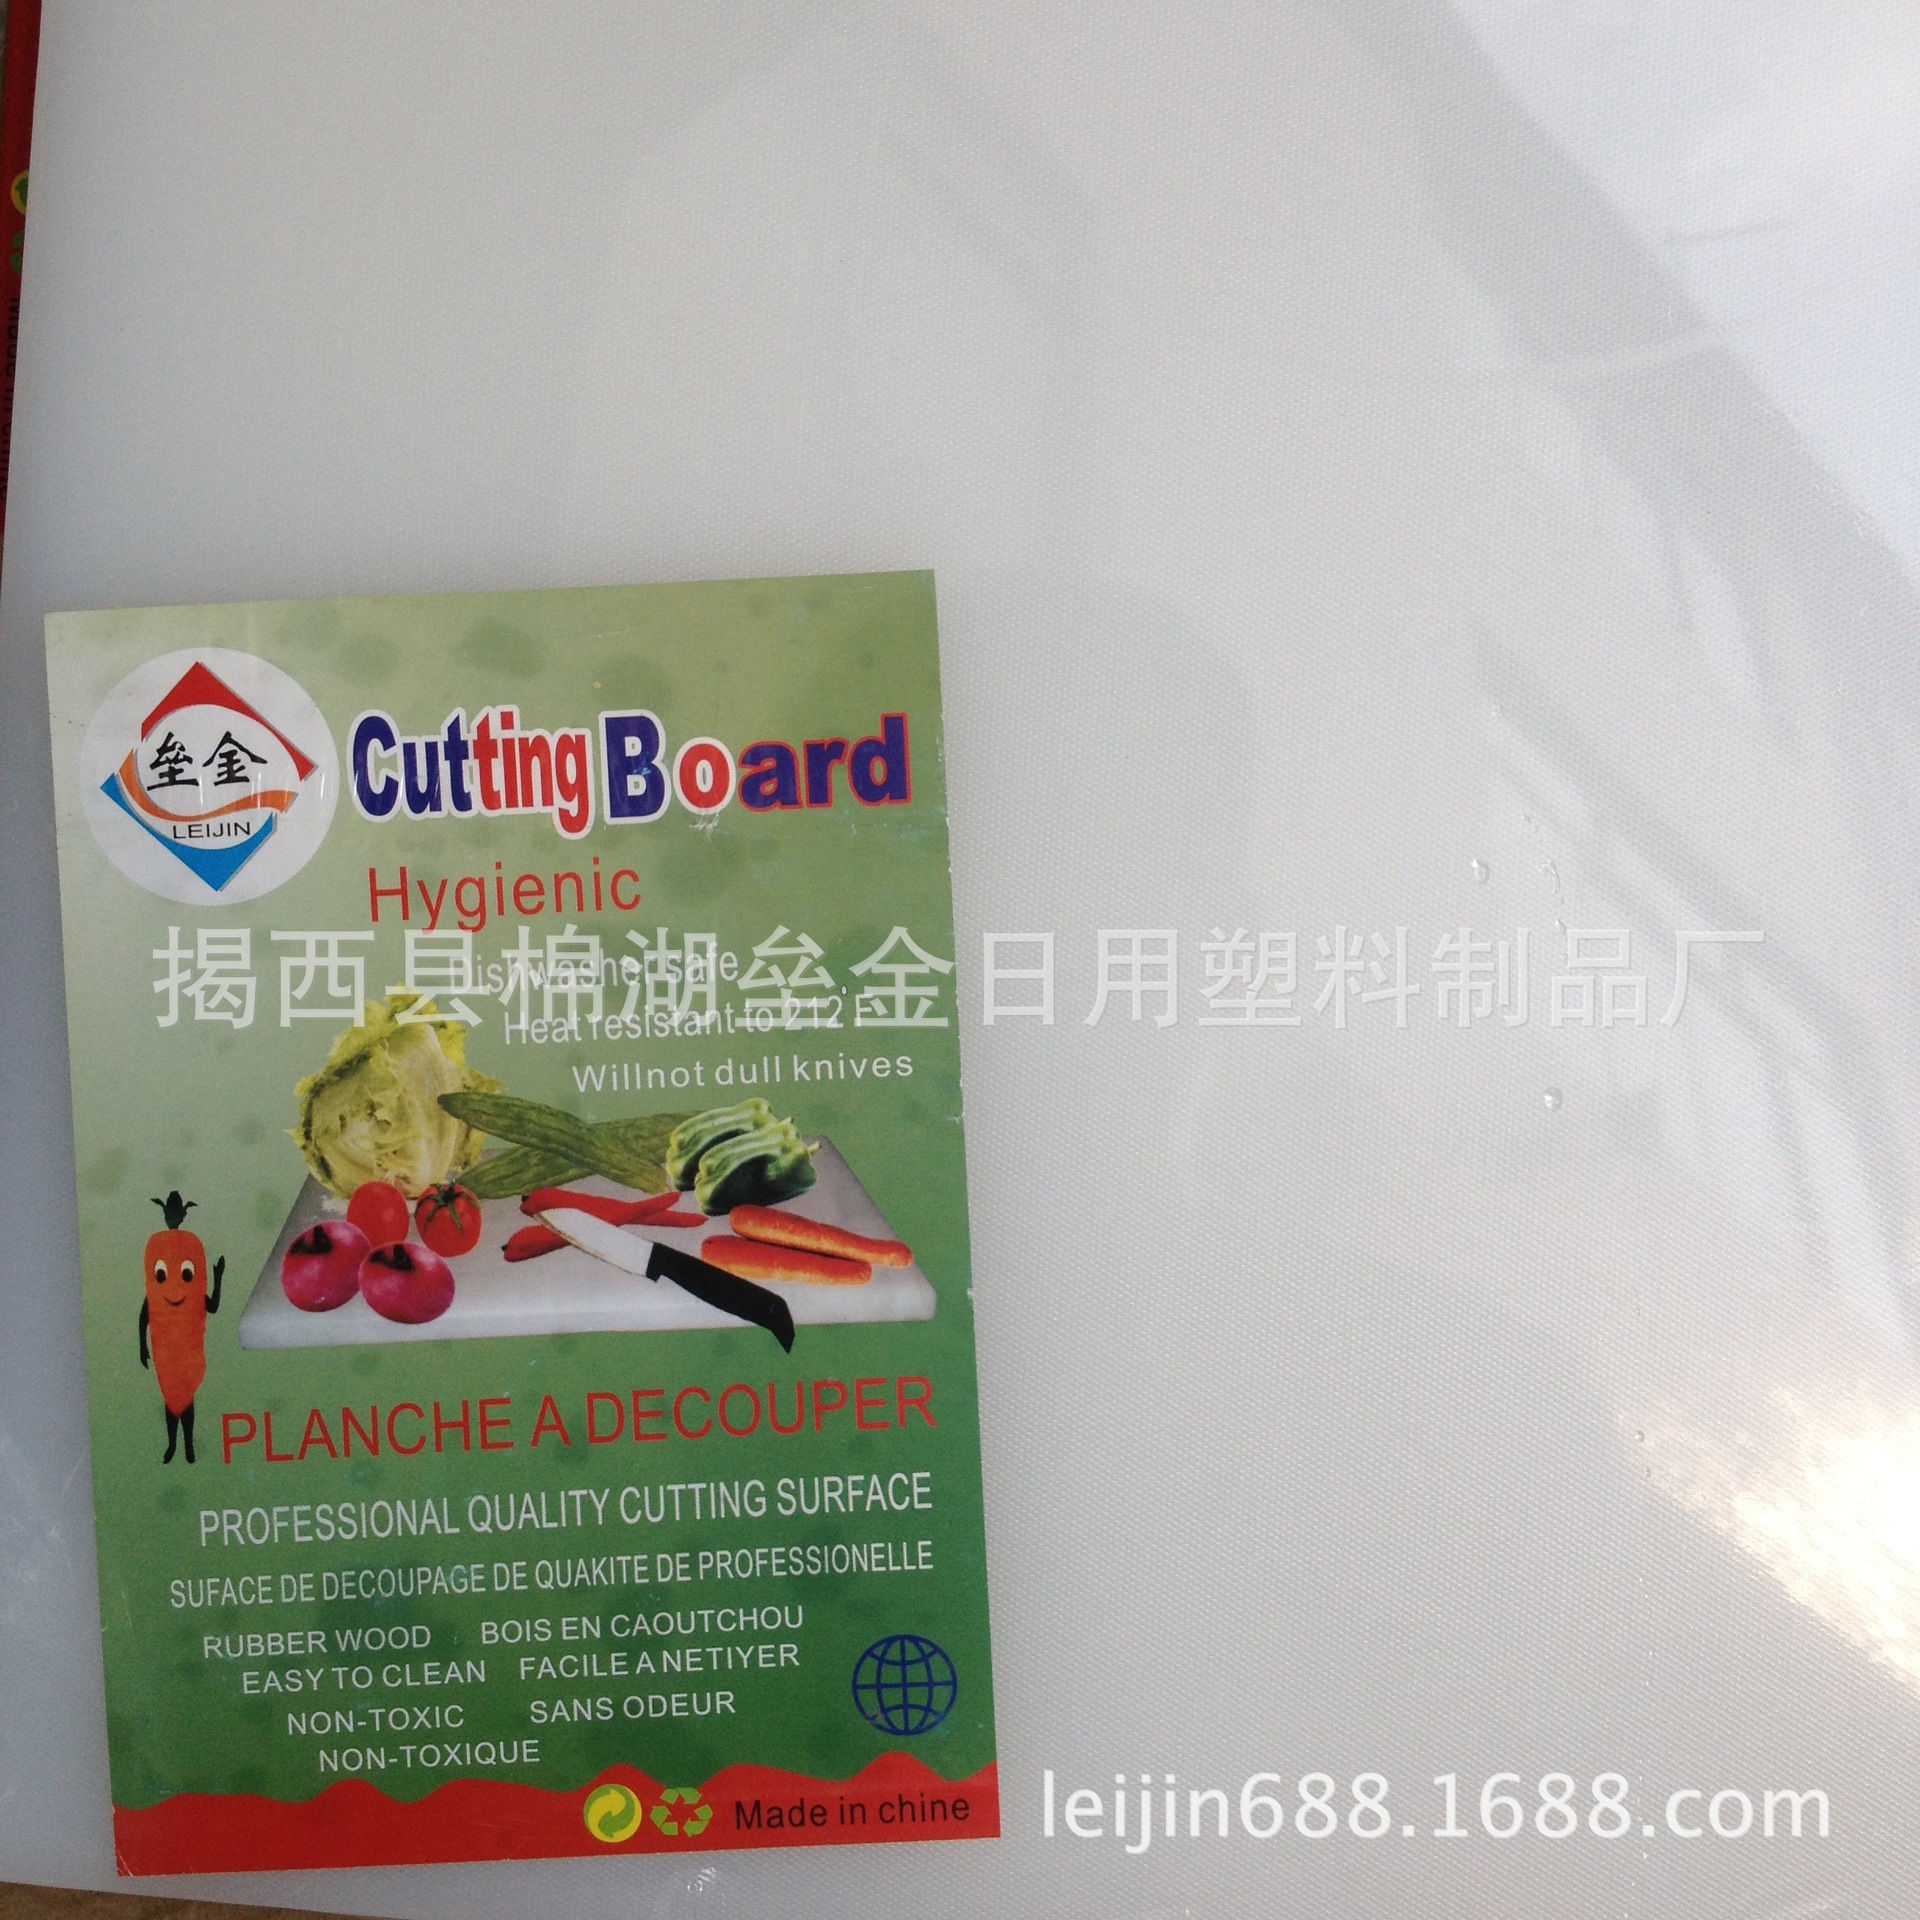 垒金
LEIJIN
Cutting Board
Hygienic
Dishwasher safe
Heat resistant to 212°F
Willnot dull knives
揭西县棉湖垒金日用塑料制品厂
PLANCHE A DECOUPER
PROFESSIONAL QUALITY CUTTING SURFACE
SUFACE DE DECOUPAGE DE QUAKITE DE PROFESSIONELLE
RUBBER WOOD BOIS EN CAOUTCHOU
EASY TO CLEAN FACILE A NETIYER
NON-TOXIC SANS ODEUR
NON-TOXIQUE
Made in chine
leijin688.1688.com